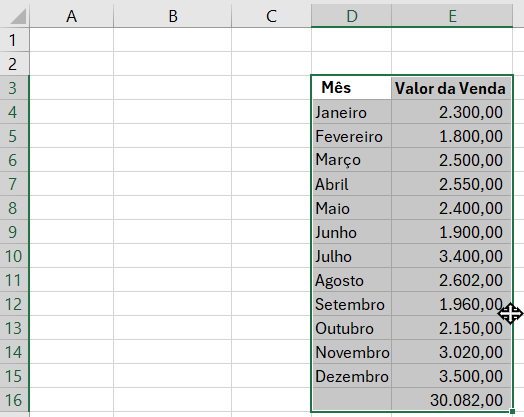 A B C D E
1
2
3 Mês Valor da Venda
4 Janeiro 2.300,00
5 Fevereiro 1.800,00
6 Março 2.500,00
7 Abril 2.550,00
8 Maio 2.400,00
9 Junho 1.900,00
10 Julho 3.400,00
11 Agosto 2.602,00
12 Setembro 1.960,00
13 Outubro 2.150,00
14 Novembro 3.020,00
15 Dezembro 3.500,00
16 30.082,00